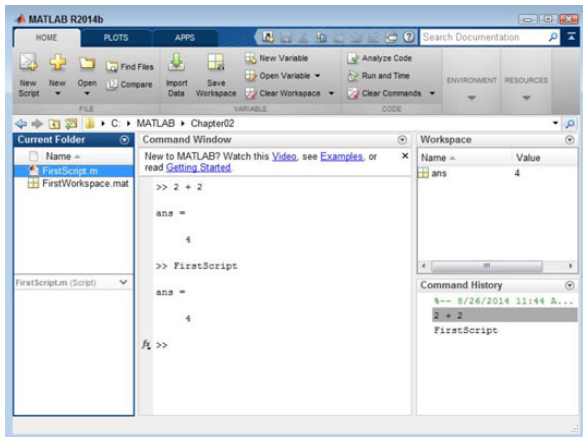 MATLAB R2014b
HOME PLOTS APPS Search Documentation
New Script New Open Find Files Compare Import Data Save Workspace New Variable Open Variable Clear Workspace Analyze Code Run and Time Clear Commands ENVIRONMENT RESOURCES
FILE VARIABLE CODE
C: MATLAB Chapter02
Current Folder
Name
FirstScript.m
FirstWorkspace.mat
FirstScript.m (Script)
Command Window
New to MATLAB? Watch this Video, see Examples, or
read Getting Started.
>> 2 + 2
ans =
4
>> FirstScript
ans =
4
fx >>
Workspace
Name Value
ans 4
Command History
%-- 8/26/2014 11:44 A...
2 + 2
FirstScript